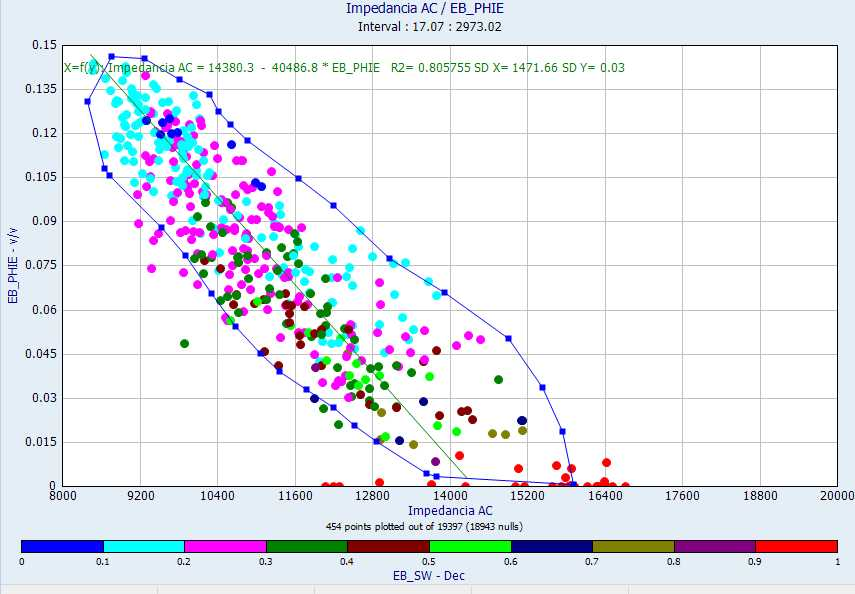 Impedancia AC / EB_PHIE
Interval : 17.07 : 2973.02
X=f(y): Impedancia AC = 14380.3 - 40486.8 * EB_PHIE R2= 0.805755 SD X= 1471.66 SD Y= 0.03
EB_PHIE - v/v
0.15
0.135
0.12
0.105
0.09
0.075
0.06
0.045
0.03
0.015
0
8000 9200 10400 11600 12800 14000 15200 16400 17600 18800 20000
Impedancia AC
454 points plotted out of 19397 (18943 nulls)
0 0.1 0.2 0.3 0.4 0.5 0.6 0.7 0.8 0.9 1
EB_SW - Dec